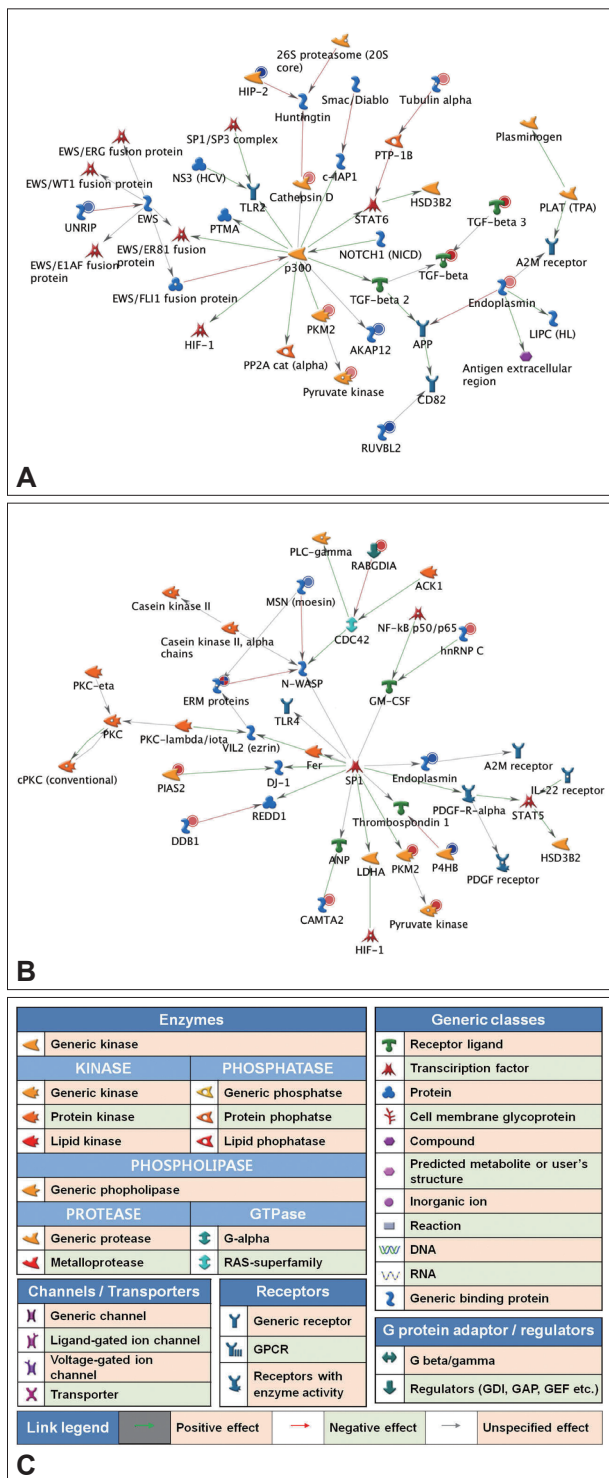 26S proteasome (20S
core)
HIP-2
Huntingtin
Smac/Diablo
Tubulin alpha
EWS/ERG fusion protein
SP1/SP3 complex
PTP-1B
Plasminogen
EWS/WT1 fusion protein
NS3 (HCV)
TLR2
Cathepsin D
c-IAP1
STAT6
HSD3B2
PLAT (TPA)
UNRIP
EWS
PTMA
TGF-beta 3
EWS/E1AF fusion
protein
EWS/ER81 fusion
protein
NOTCH1 (NICD)
p300
TGF-beta
A2M receptor
EWS/FLI1 fusion protein
TGF-beta 2
Endoplasmin
HIF-1
PKM2
AKAP12
APP
LIPC (HL)
PP2A cat (alpha)
Pyruvate kinase
CD82
Antigen extracellular
region
RUVBL2
A
PLC-gamma
RABGDIA
ACK1
Casein kinase II
MSN (moesin)
CDC42
NF-kB p50/p65
hnRNP C
Casein kinase II, alpha
chains
N-WASP
GM-CSF
PKC-eta
ERM proteins
TLR4
PKC
PKC-lambda/iota
VIL2 (ezrin)
Fer
cPKC (conventional)
PIAS2
DJ-1
SP1
Endoplasmin
A2M receptor
IL-22 receptor
PDGF-R-alpha
STAT5
DDB1
REDD1
Thrombospondin 1
ANP
LDHA
PKM2
P4HB
PDGF receptor
HSD3B2
CAMTA2
Pyruvate kinase
HIF-1
B
Enzymes
Generic kinase
KINASE
PHOSPHATASE
Generic kinase
Generic phosphatse
Protein kinase
Protein phophatse
Lipid kinase
Lipid phophatase
PHOSPHOLIPASE
Generic phopholipase
PROTEASE
GTPase
Generic protease
G-alpha
Metalloprotease
RAS-superfamily
Channels / Transporters
Generic channel
Ligand-gated ion channel
Voltage-gated ion
channel
Transporter
Receptors
Generic receptor
GPCR
Receptors with
enzyme activity
Generic classes
Receptor ligand
Transciription factor
Protein
Cell membrane glycoprotein
Compound
Predicted metabolite or user's
structure
Inorganic ion
Reaction
DNA
RNA
Generic binding protein
G protein adaptor / regulators
G beta/gamma
Regulators (GDI, GAP, GEF etc.)
Link legend
Positive effect
Negative effect
Unspecified effect
C